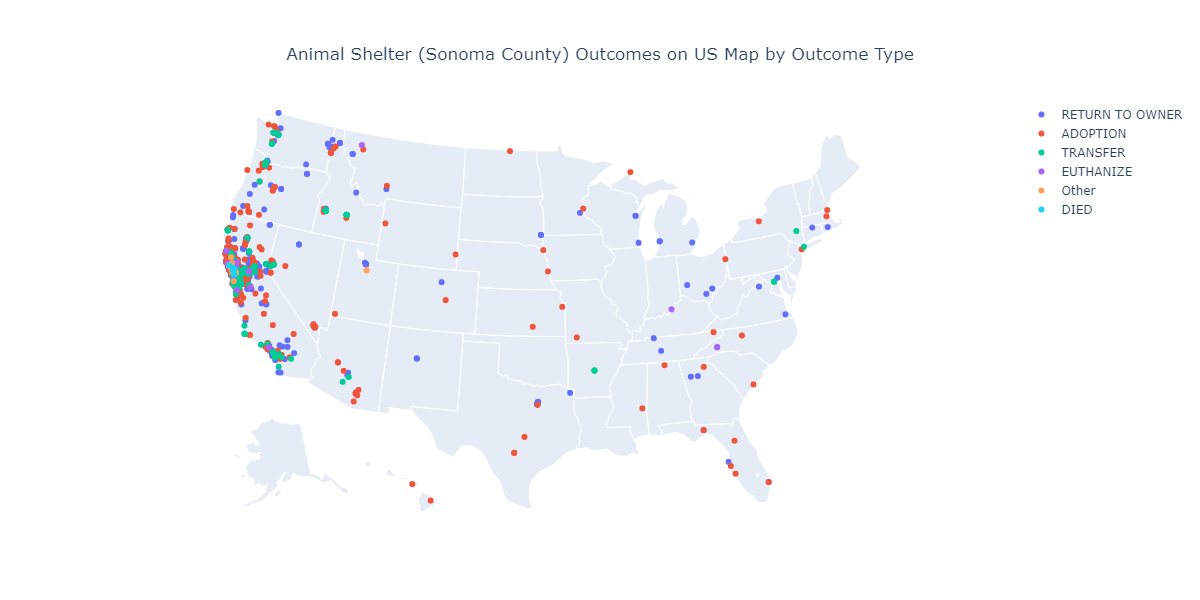 Animal Shelter (Sonoma County) Outcomes on US Map by Outcome Type
RETURN TO OWNER
ADOPTION
TRANSFER
EUTHANIZE
Other
DIED